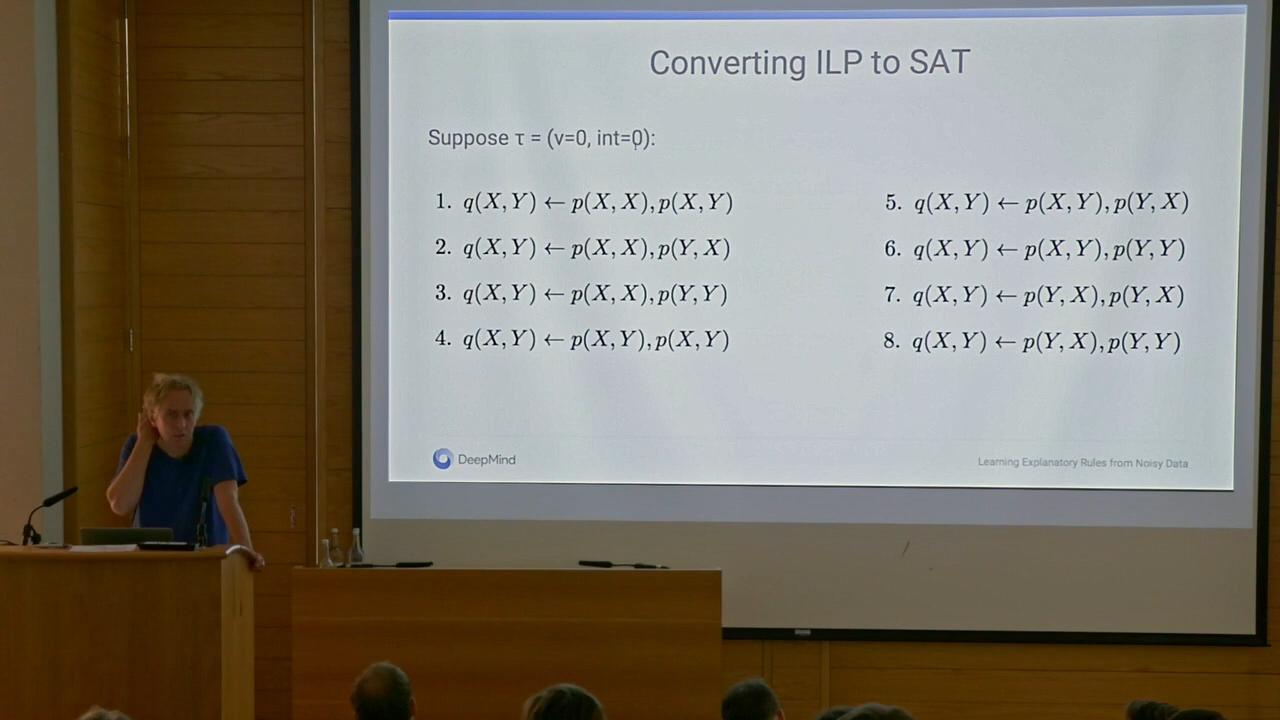 Converting ILP to SAT
Suppose τ = (v=0, int=0):
1. q(X,Y) ← p(X,X),p(X,Y)
2. q(X,Y) ← p(X,X),p(Y,X)
3. q(X,Y) ← p(X,X),p(Y,Y)
4. q(X,Y) ← p(X,Y),p(X,Y)
5. q(X,Y) ← p(X,Y),p(Y,X)
6. q(X,Y) ← p(X,Y),p(Y,Y)
7. q(X,Y) ← p(Y,X),p(Y,X)
8. q(X,Y) ← p(Y,X),p(Y,Y)
DeepMind
Learning Explanatory Rules from Noisy Data